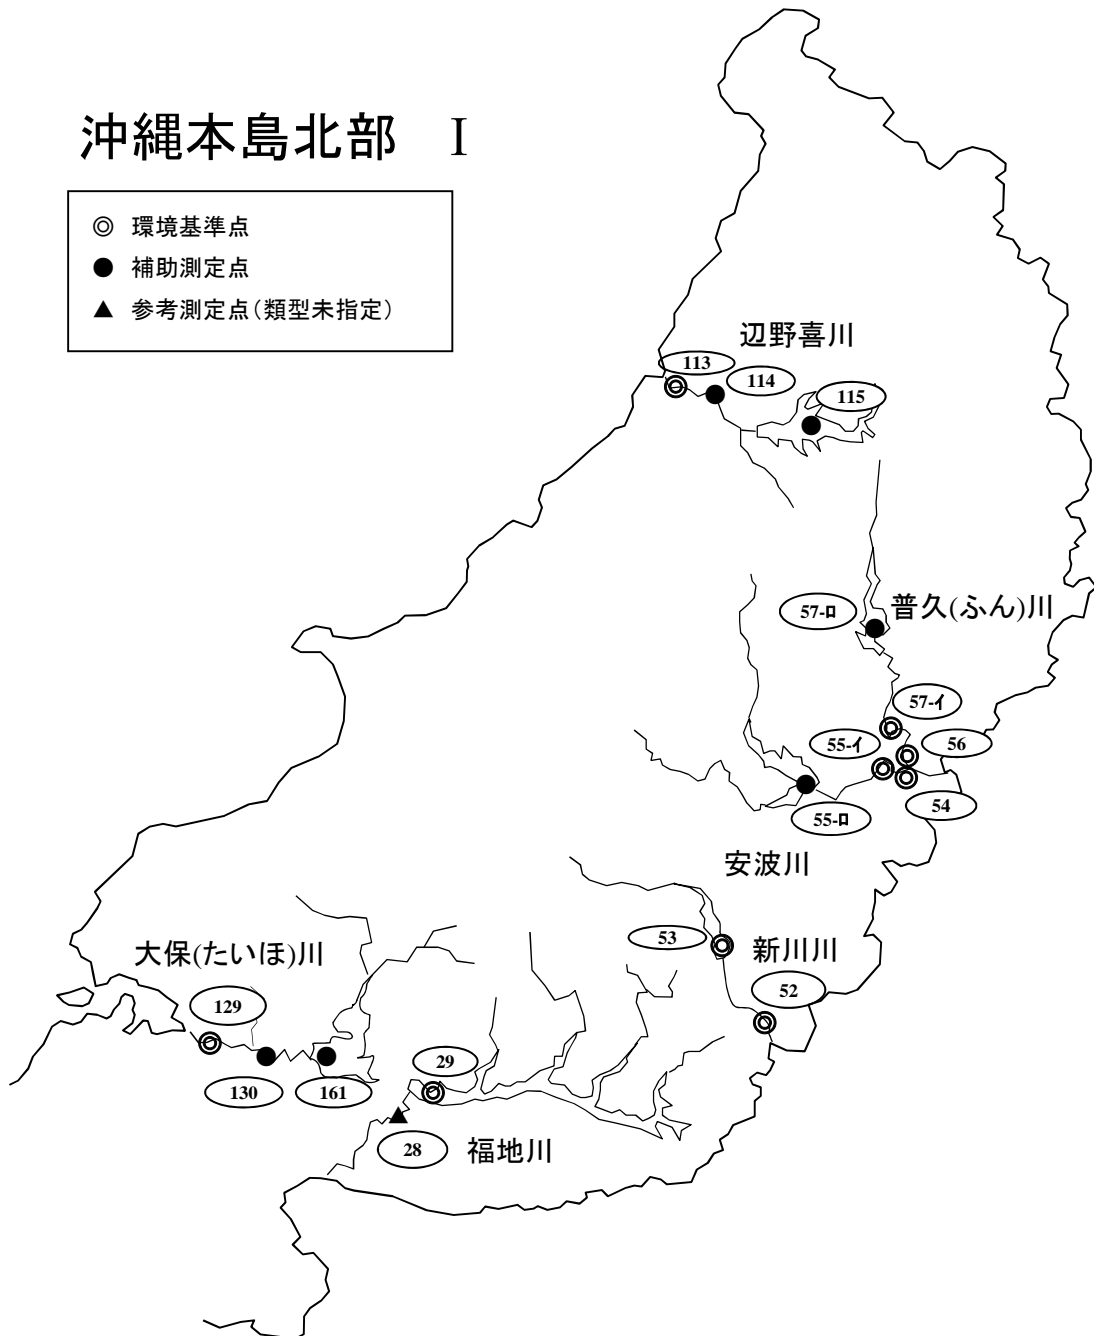 沖縄本島北部 I
◎ 環境基準点
● 補助測定点
▲ 参考測定点(類型未指定)
辺野喜川
113
114
115
57-ロ
普久(ふん)川
57-イ
55-イ
56
54
55-ロ
安波川
53
新川川
52
大保(たいほ)川
129
29
130
161
28
福地川